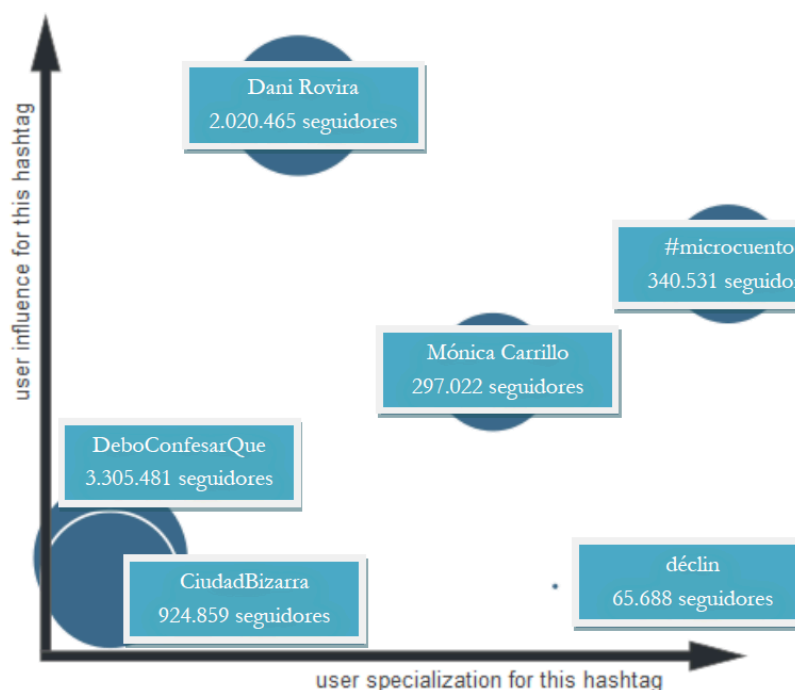 Dani Rovira
2.020.465 seguidores
#microcuento
340.531 seguidor
Mónica Carrillo
297.022 seguidores
DeboConfesarQue
3.305.481 seguidores
CiudadBizarra
924.859 seguidores
déclin
65.688 seguidores
user influence for this hashtag
user specialization for this hashtag